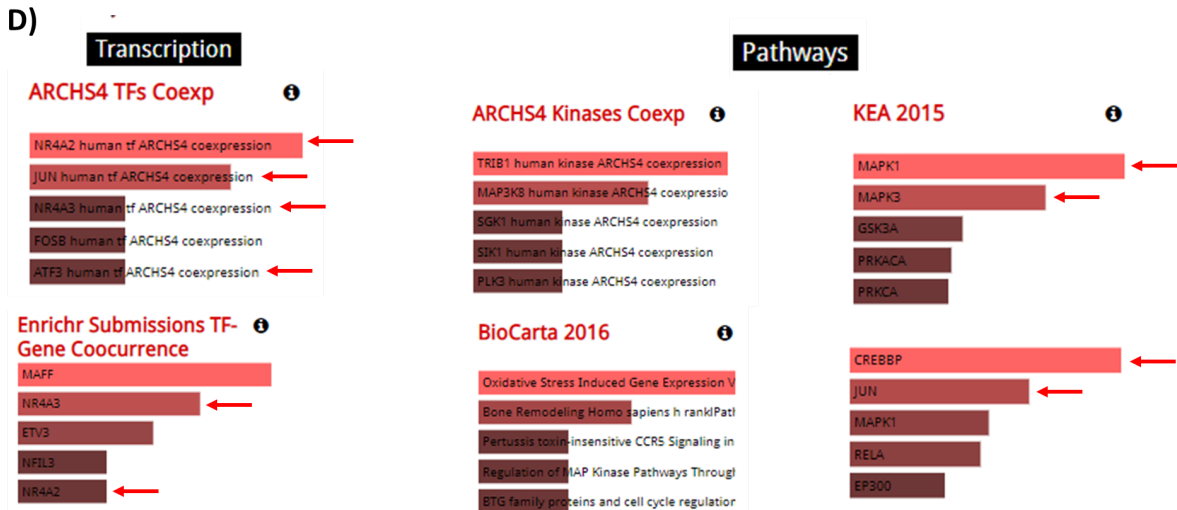 D)
Transcription
ARCHS4 TFs Coexp
NR4A2 human tf ARCHS4 coexpression
JUN human tf ARCHS4 coexpression
NR4A3 human tf ARCHS4 coexpression
FOSB human tf ARCHS4 coexpression
ATF3 human tf ARCHS4 coexpression
Enrichr Submissions TF-
Gene Coocurrence
MAFF
NR4A3
ETV3
NFIL3
NR4A2
Pathways
ARCHS4 Kinases Coexp
TRIB1 human kinase ARCHS4 coexpression
MAP3K8 human kinase ARCHS4 coexpressio
SGK1 human kinase ARCHS4 coexpression
SIK1 human kinase ARCHS4 coexpression
PLK3 human kinase ARCHS4 coexpression
BioCarta 2016
Oxidative Stress Induced Gene Expression V
Bone Remodeling Homo sapiens h ranklPath
Pertussis toxin-insensitive CCR5 Signaling in
Regulation of MAP Kinase Pathways Through
BTG family proteins and cell cycle regulation
KEA 2015
MAPK1
MAPK3
GSK3A
PRKACA
PRKCA
CREBBP
JUN
MAPK1
RELA
EP300